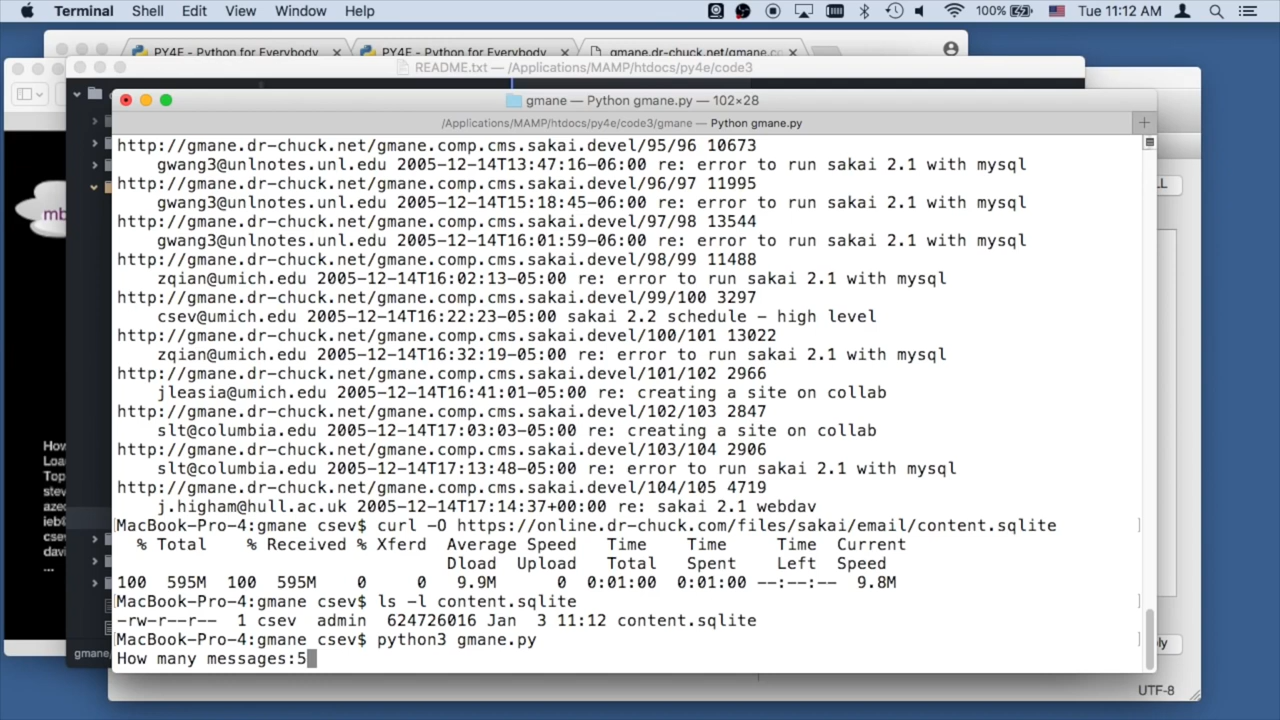 Terminal Shell Edit View Window Help 100% Tue 11:12 AM
PY4E - Python for Everybody × PY4E - Python for Everybody × gmane.dr-chuck.net/gmane.co ×
README.txt — /Applications/MAMP/htdocs/py4e/code3
gmane — Python gmane.py — 102×28
/Applications/MAMP/htdocs/py4e/code3/gmane — Python gmane.py +
http://gmane.dr-chuck.net/gmane.comp.cms.sakai.devel/95/96 10673
gwang3@unlnotes.unl.edu 2005-12-14T13:47:16-06:00 re: error to run sakai 2.1 with mysql
http://gmane.dr-chuck.net/gmane.comp.cms.sakai.devel/96/97 11995
gwang3@unlnotes.unl.edu 2005-12-14T15:18:45-06:00 re: error to run sakai 2.1 with mysql
http://gmane.dr-chuck.net/gmane.comp.cms.sakai.devel/97/98 13544
gwang3@unlnotes.unl.edu 2005-12-14T16:01:59-06:00 re: error to run sakai 2.1 with mysql
http://gmane.dr-chuck.net/gmane.comp.cms.sakai.devel/98/99 11488
zqian@umich.edu 2005-12-14T16:02:13-05:00 re: error to run sakai 2.1 with mysql
http://gmane.dr-chuck.net/gmane.comp.cms.sakai.devel/99/100 3297
csev@umich.edu 2005-12-14T16:22:23-05:00 sakai 2.2 schedule - high level
http://gmane.dr-chuck.net/gmane.comp.cms.sakai.devel/100/101 13022
zqian@umich.edu 2005-12-14T16:32:19-05:00 re: error to run sakai 2.1 with mysql
http://gmane.dr-chuck.net/gmane.comp.cms.sakai.devel/101/102 2966
jleasia@umich.edu 2005-12-14T16:41:01-05:00 re: creating a site on collab
http://gmane.dr-chuck.net/gmane.comp.cms.sakai.devel/102/103 2847
slt@columbia.edu 2005-12-14T17:03:03-05:00 re: creating a site on collab
http://gmane.dr-chuck.net/gmane.comp.cms.sakai.devel/103/104 2906
slt@columbia.edu 2005-12-14T17:13:48-05:00 re: error to run sakai 2.1 with mysql
http://gmane.dr-chuck.net/gmane.comp.cms.sakai.devel/104/105 4719
j.higham@hull.ac.uk 2005-12-14T17:14:37+00:00 re: sakai 2.1 webdav
[MacBook-Pro-4:gmane csev$ curl -O https://online.dr-chuck.com/files/sakai/email/content.sqlite ]
% Total % Received % Xferd Average Speed Time Time Time Current
Dload Upload Total Spent Left Speed
100 595M 100 595M 0 0 9.9M 0 0:01:00 0:01:00 --:--:-- 9.8M
[MacBook-Pro-4:gmane csev$ ls -l content.sqlite ]
-rw-r--r-- 1 csev admin 624726016 Jan 3 11:12 content.sqlite
[MacBook-Pro-4:gmane csev$ python3 gmane.py ]
How many messages:5
mb
How
Loa
Top
stev
azec
ieb@
csev
davi
...
gmane/
LL
ply
UTF-8